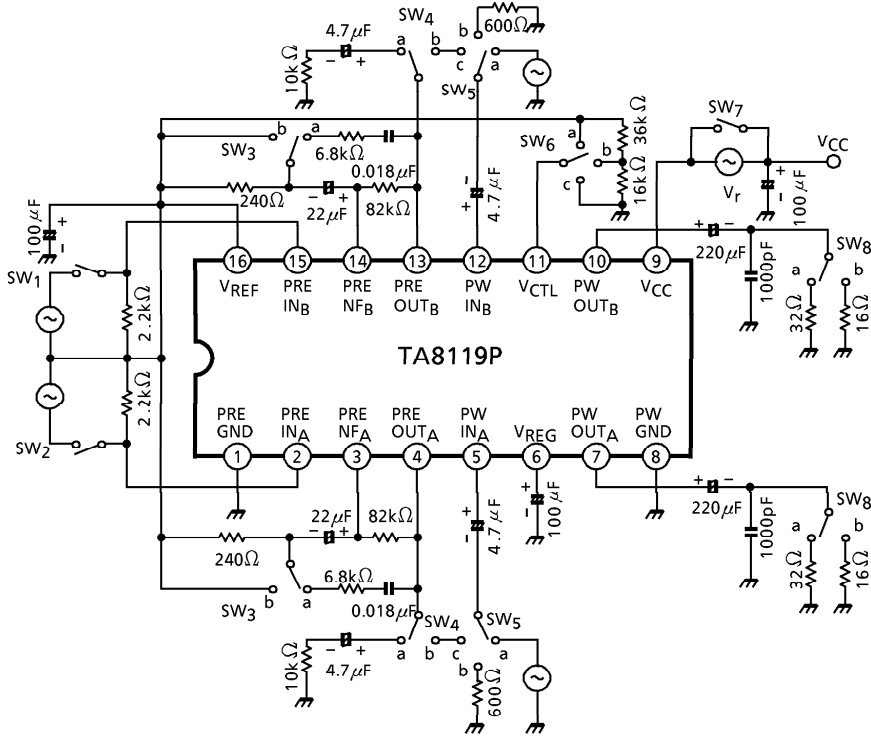 SW4
4.7μF
a
b
− +
10kΩ
600Ω
b
c
a
SW5
SW3
b
a
6.8kΩ
0.018μF
240Ω
22μF
− +
82kΩ
−
+
4.7μF
SW6
a
b
c
36kΩ
16kΩ
SW7
Vr
VCC
+
−
100μF
100μF
+
−
+ −
220μF
1000pF
SW8
a
b
32Ω
16Ω
SW1
2.2kΩ
2.2kΩ
SW2
16 15 14 13 12 11 10 9
VREF
PRE INB
PRE NFB
PRE OUTB
PW INB
VCTL
PW OUTB
VCC
TA8119P
PRE GND
PRE INA
PRE NFA
PRE OUTA
PW INA
VREG
PW OUTA
PW GND
1 2 3 4 5 6 7 8
22μF
− +
82kΩ
240Ω
+
−
4.7μF
+
−
100μF
+ −
220μF
1000pF
SW8
a
b
32Ω
16Ω
6.8kΩ
0.018μF
SW3
b
a
SW4
a
b
SW5
c
a
b
10kΩ
− +
4.7μF
600Ω